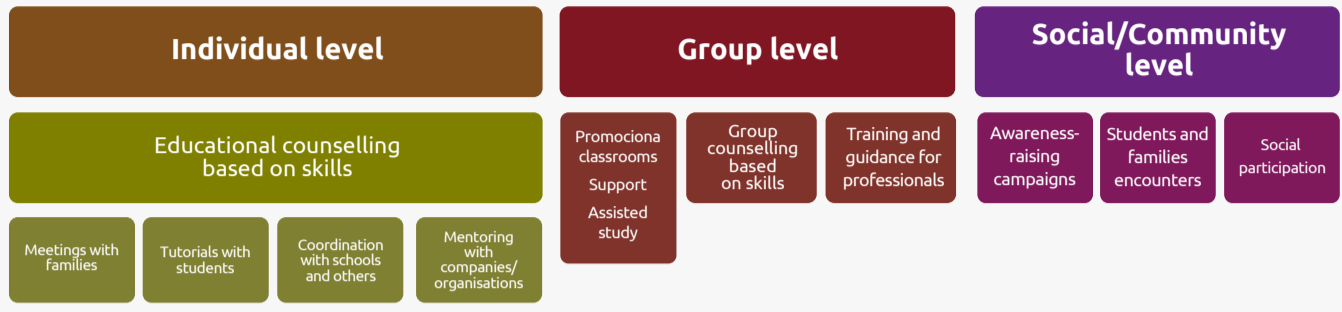 Individual level
Group level
Social/Community
level
Educational counselling
based on skills
Meetings with
families
Tutorials with
students
Coordination
with schools
and others
Mentoring
with
companies/
organisations
Promociona
classrooms
Support
Assisted
study
Group
counselling
based
on skills
Training and
guidance for
professionals
Awareness-
raising
campaigns
Students and
families
encounters
Social
participation